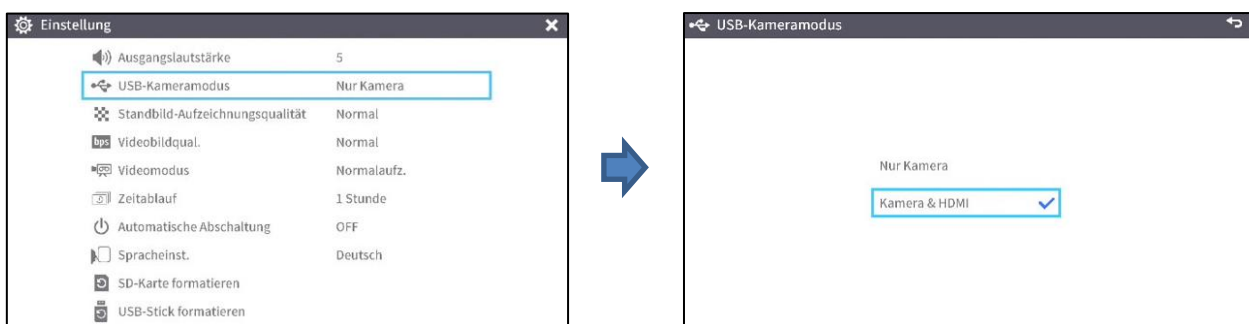 Einstellung
Ausgangslautstärke 5
USB-Kameramodus Nur Kamera
Standbild-Aufzeichnungsqualität Normal
bps Videobildqual. Normal
Videomodus Normalaufz.
Zeitablauf 1 Stunde
Automatische Abschaltung OFF
Spracheinst. Deutsch
SD-Karte formatieren
USB-Stick formatieren
USB-Kameramodus
Nur Kamera
Kamera & HDMI